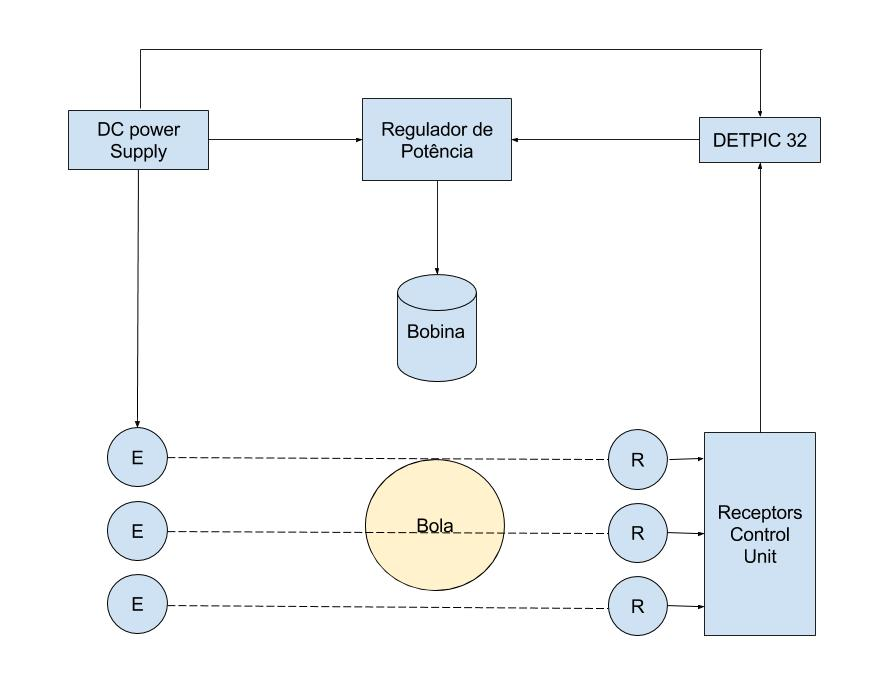 DC power
Supply
Regulador de
Potência
DETPIC 32
Bobina
E
R
Bola
Receptors
Control
Unit
E
R
E
R